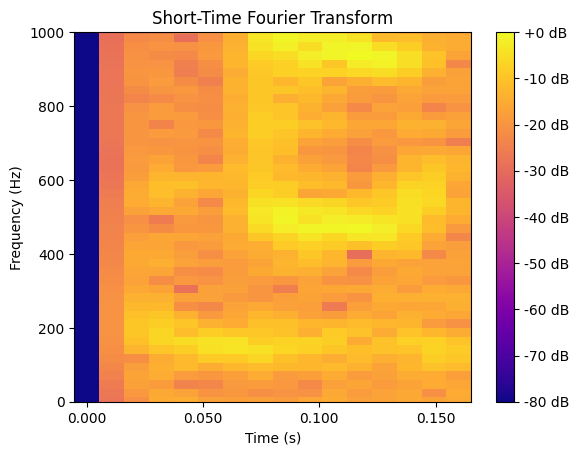 Short-Time Fourier Transform
1000
800
600
400
200
0
Frequency (Hz)
0.000
0.050
0.100
0.150
Time (s)
+0 dB
-10 dB
-20 dB
-30 dB
-40 dB
-50 dB
-60 dB
-70 dB
-80 dB